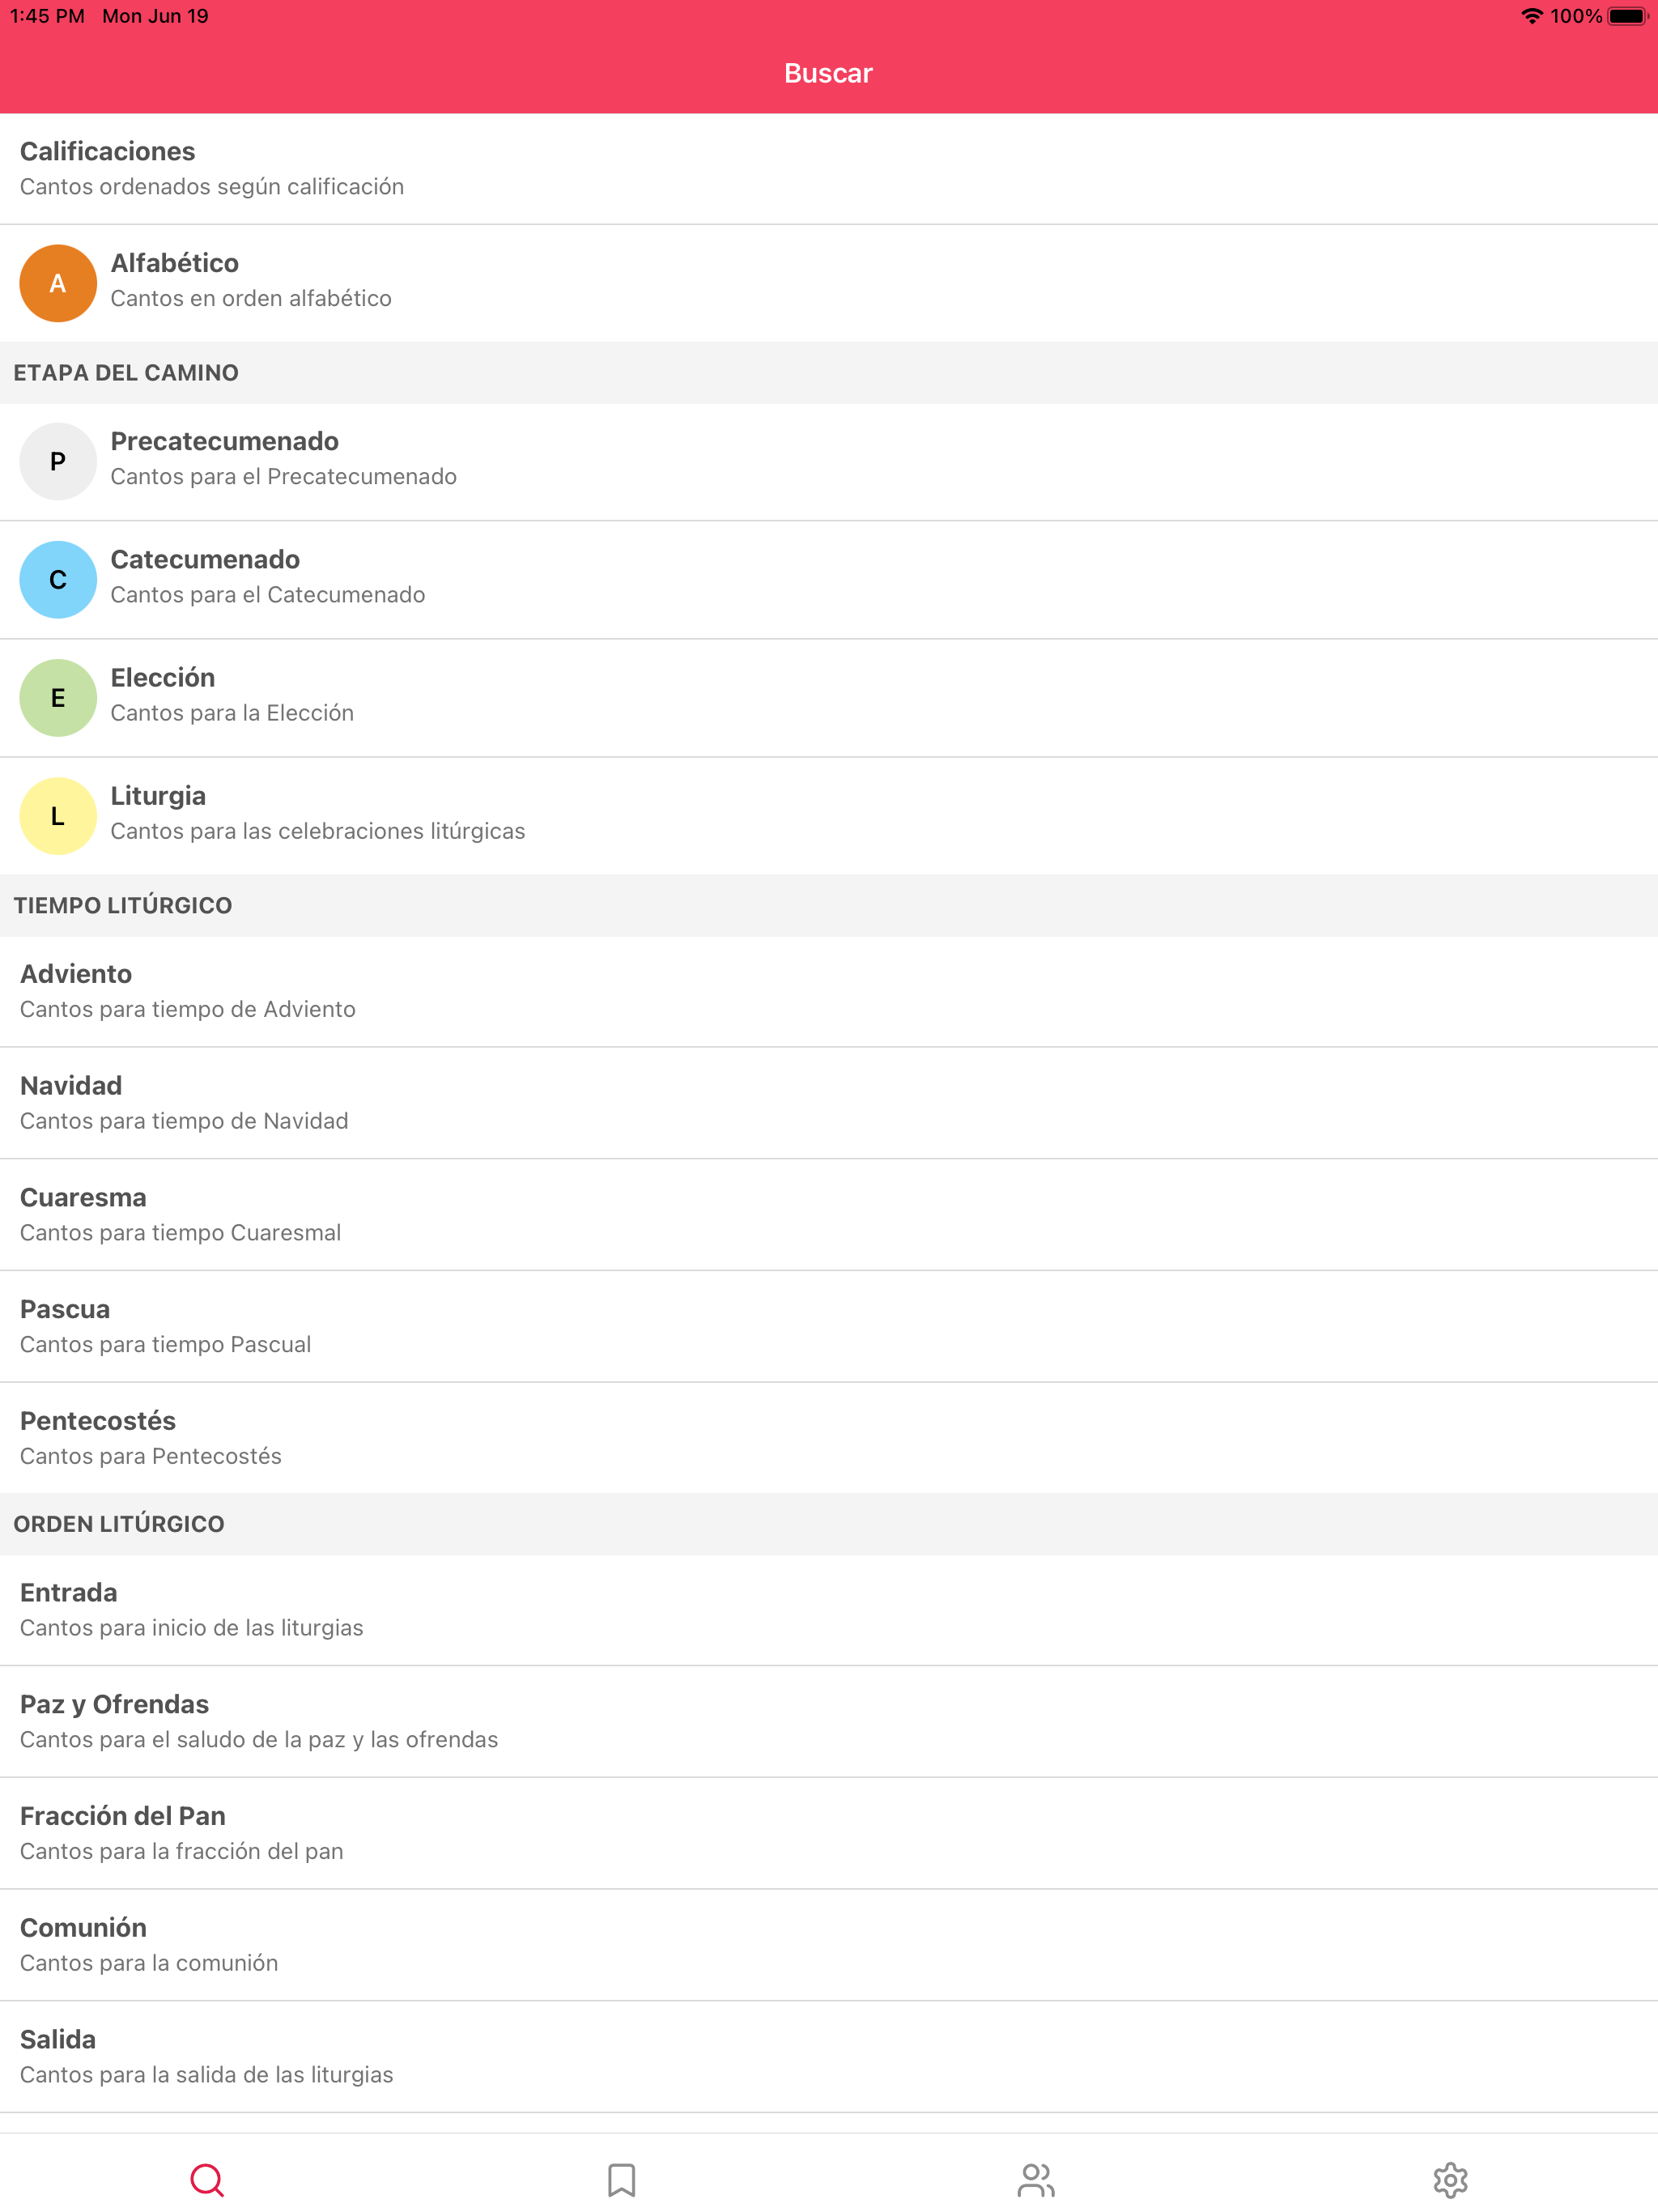 1:45 PM Mon Jun 19 100%
Buscar
Calificaciones
Cantos ordenados según calificación
A
Alfabético
Cantos en orden alfabético
ETAPA DEL CAMINO
P
Precatecumenado
Cantos para el Precatecumenado
C
Catecumenado
Cantos para el Catecumenado
E
Elección
Cantos para la Elección
L
Liturgia
Cantos para las celebraciones litúrgicas
TIEMPO LITÚRGICO
Adviento
Cantos para tiempo de Adviento
Navidad
Cantos para tiempo de Navidad
Cuaresma
Cantos para tiempo Cuaresmal
Pascua
Cantos para tiempo Pascual
Pentecostés
Cantos para Pentecostés
ORDEN LITÚRGICO
Entrada
Cantos para inicio de las liturgias
Paz y Ofrendas
Cantos para el saludo de la paz y las ofrendas
Fracción del Pan
Cantos para la fracción del pan
Comunión
Cantos para la comunión
Salida
Cantos para la salida de las liturgias